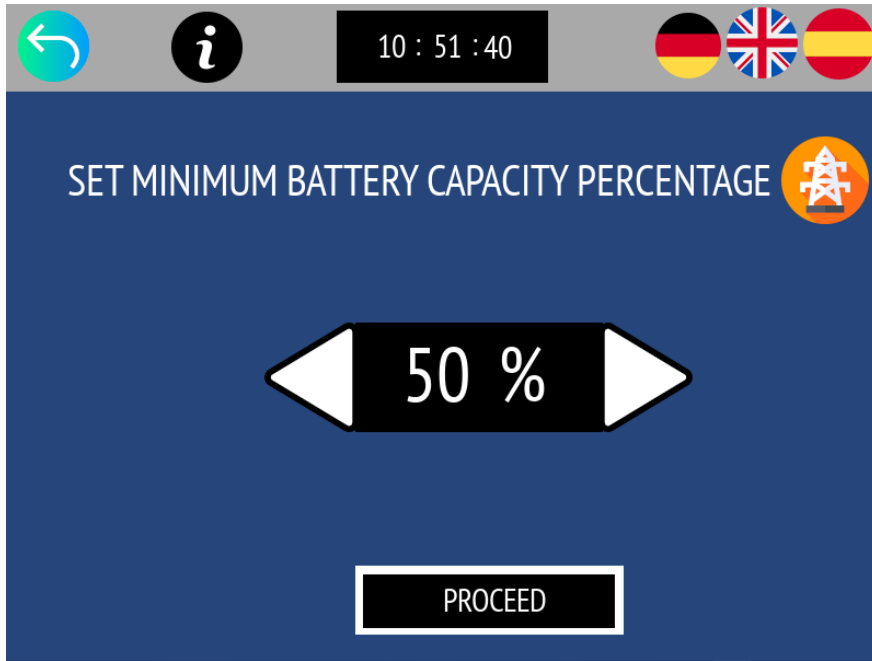 i
10 : 51 : 40
SET MINIMUM BATTERY CAPACITY PERCENTAGE
50 %
PROCEED